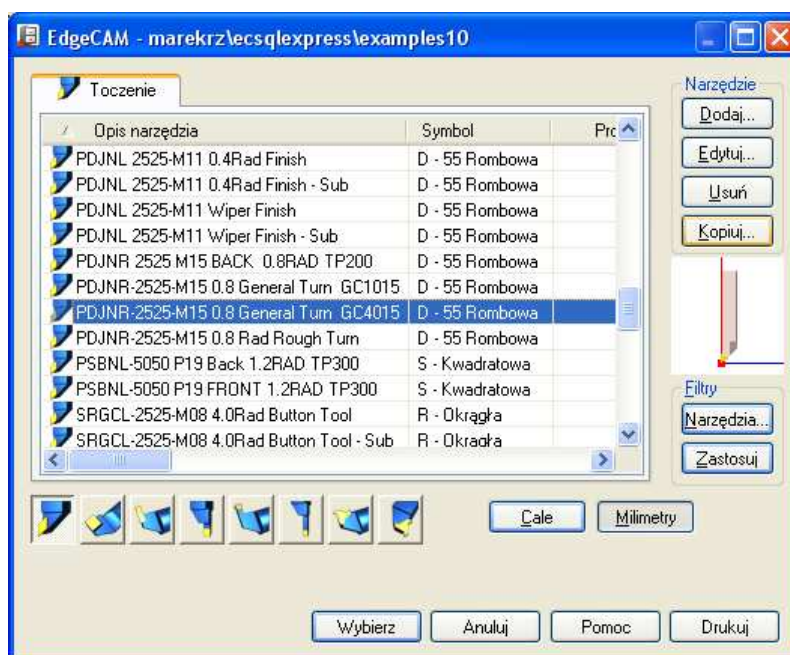 EdgeCAM - marekrz\ecsqlexpress\examples10
Toczenie
Opis narzędzia Symbol Prc
PDJNL 2525-M11 0.4Rad Finish D - 55 Rombowa
PDJNL 2525-M11 0.4Rad Finish - Sub D - 55 Rombowa
PDJNL 2525-M11 Wiper Finish D - 55 Rombowa
PDJNL 2525-M11 Wiper Finish - Sub D - 55 Rombowa
PDJNR 2525 M15 BACK 0.8RAD TP200 D - 55 Rombowa
PDJNR-2525-M15 0.8 General Turn GC1015 D - 55 Rombowa
PDJNR-2525-M15 0.8 General Turn GC4015 D - 55 Rombowa
PDJNR-2525-M15 0.8 Rad Rough Turn D - 55 Rombowa
PSBNL-5050 P19 Back 1.2RAD TP300 S - Kwadratowa
PSBNL-5050 P19 FRONT 1.2RAD TP300 S - Kwadratowa
SRGCL-2525-M08 4.0Rad Button Tool R - Okrągła
SRGCL-2525-M08 4.0Rad Button Tool - Sub R - Okrągła
Narzędzie
Dodaj...
Edytuj...
Usuń
Kopiuj...
Filtry
Narzędzia...
Zastosuj
Cale Milimetry
Wybierz Anuluj Pomoc Drukuj